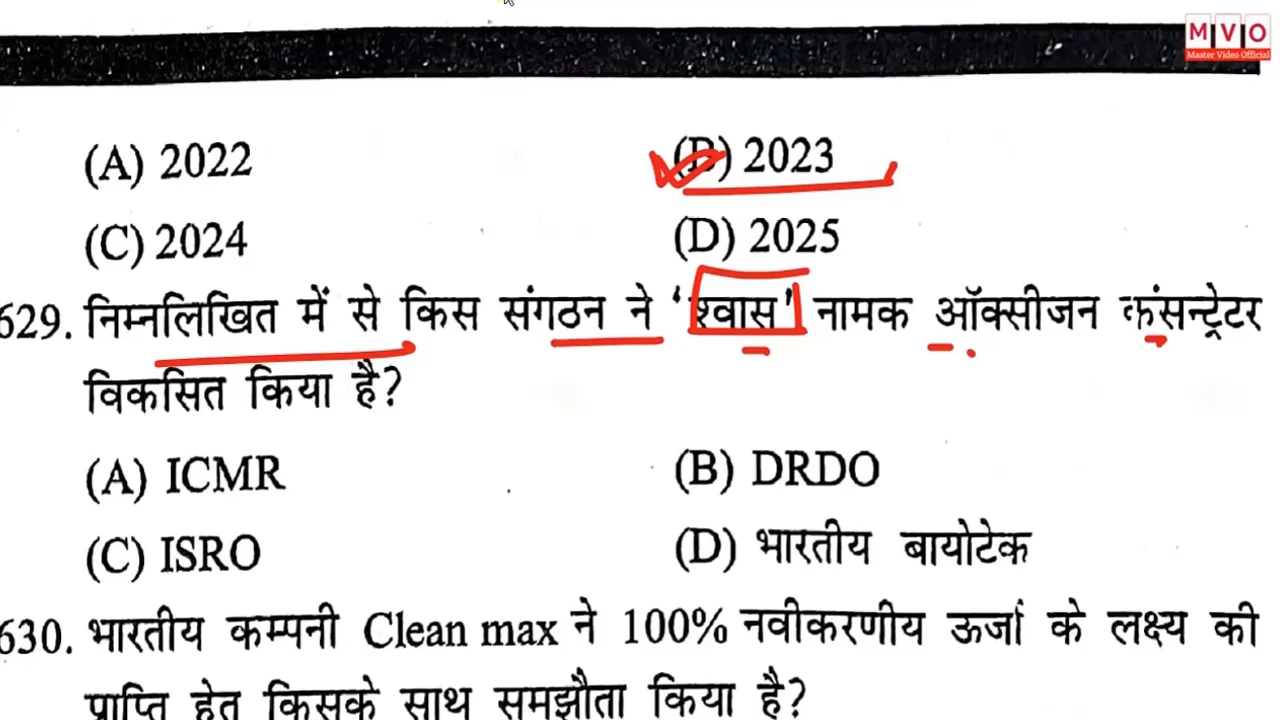 MVO
Master Video Official
(A) 2022 (B) 2023
(C) 2024 (D) 2025
629. निम्नलिखित में से किस संगठन ने ‘श्वास’ नामक ऑक्सीजन कंसन्ट्रेटर
विकसित किया है?
(A) ICMR (B) DRDO
(C) ISRO (D) भारतीय बायोटेक
630. भारतीय कम्पनी Clean max ने 100% नवीकरणीय ऊर्जा के लक्ष्य की
प्राप्ति हेतु किसके साथ समझौता किया है?